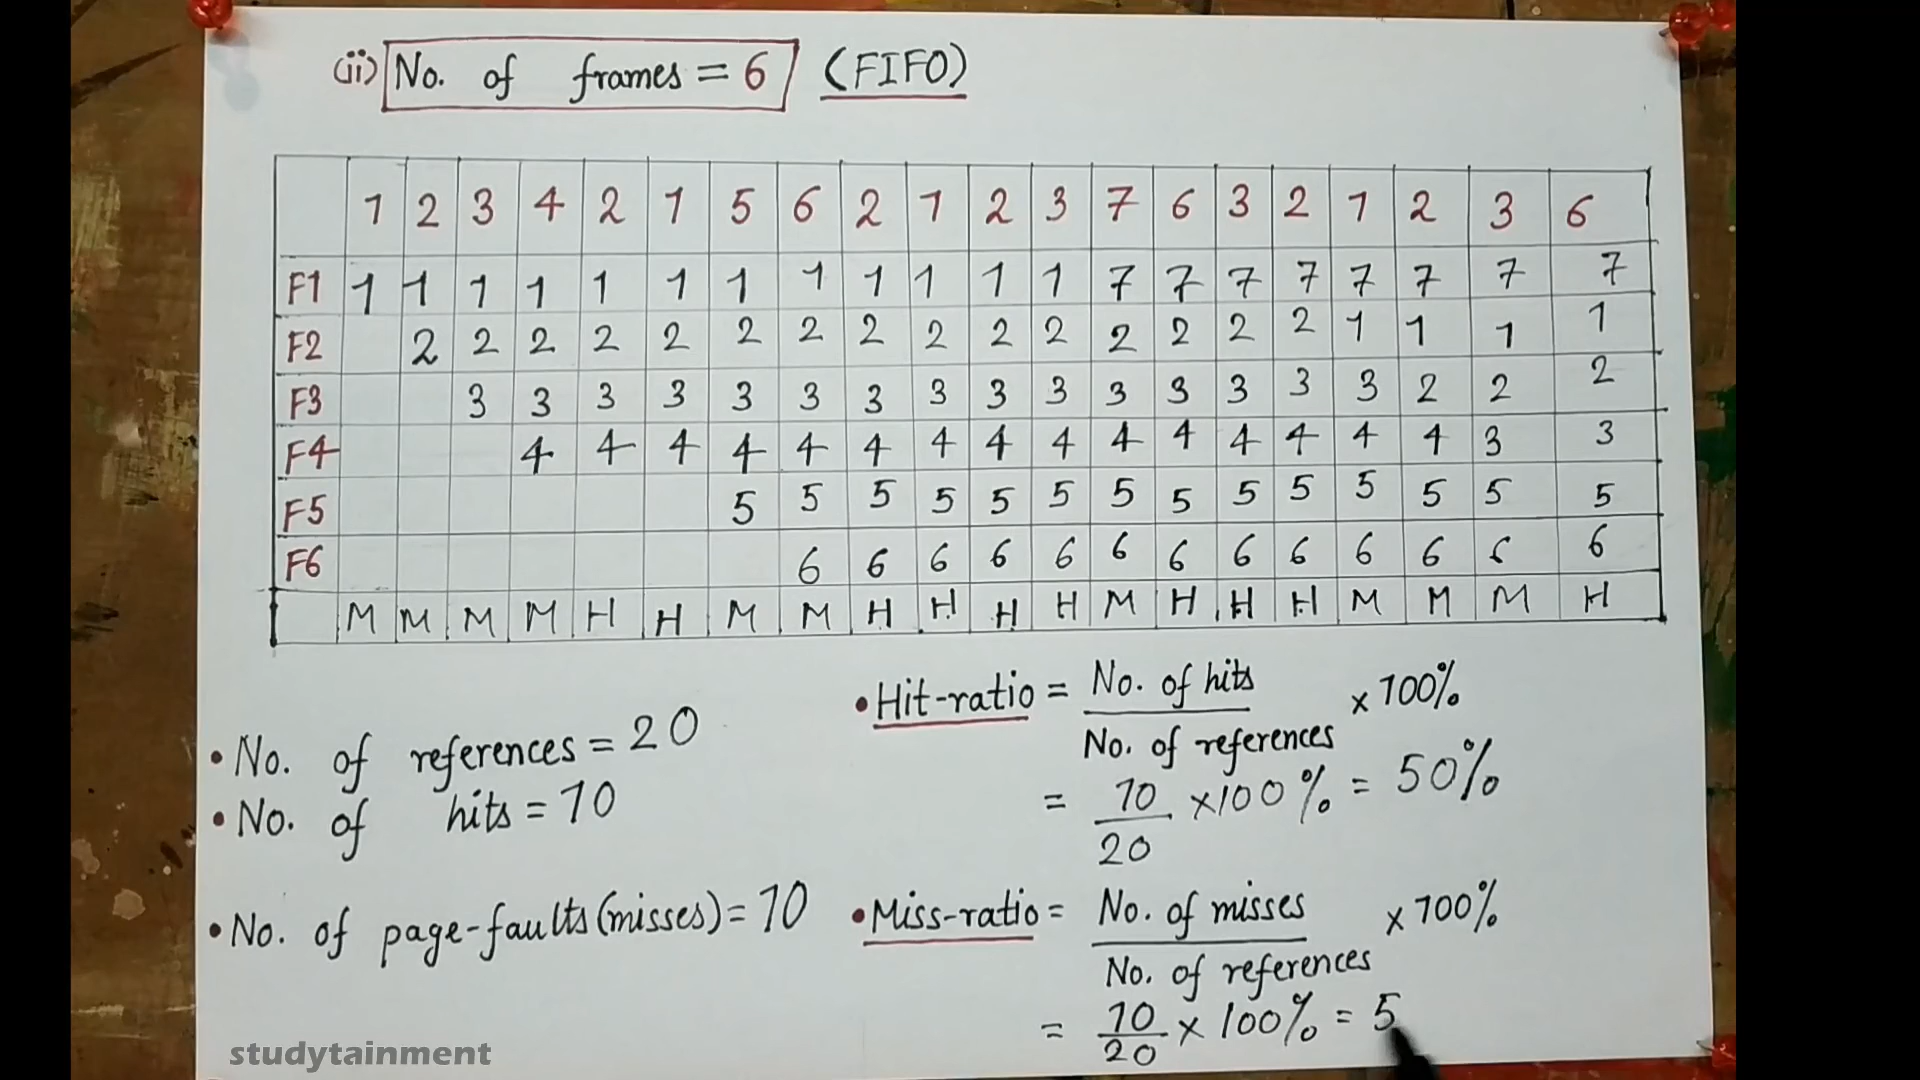 (ii) No. of frames = 6 (FIFO)
1 2 3 4 2 1 5 6 2 1 2 3 7 6 3 2 1 2 3 6
F1 1 1 1 1 1 1 1 1 1 1 1 1 7 7 7 7 7 7 7 7
F2 2 2 2 2 2 2 2 2 2 2 2 2 2 2 2 1 1 1 1
F3 3 3 3 3 3 3 3 3 3 3 3 3 3 3 3 2 2 2
F4 4 4 4 4 4 4 4 4 4 4 4 4 4 4 4 3 3
F5 5 5 5 5 5 5 5 5 5 5 5 5 5 5
F6 6 6 6 6 6 6 6 6 6 6 6 6 6
M M M M H H M M H H H H M H H H M M M H
• No. of references = 20
• No. of hits = 10
• No. of page-faults (misses) = 10
• Hit-ratio = No. of hits × 100%
No. of references
= 10 × 100% = 50%
20
• Miss-ratio = No. of misses × 100%
No. of references
= 10 × 100% = 5
20
studytainment